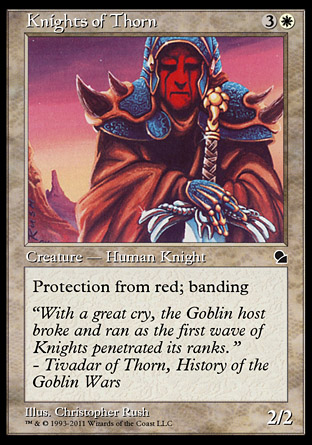 Knights of Thorn 3
Creature — Human Knight
Protection from red; banding
“With a great cry, the Goblin host
broke and ran as the first wave of
Knights penetrated its ranks.”
- Tivadar of Thorn, History of the
Goblin Wars
Illus. Christopher Rush
™ & © 1993-2011 Wizards of the Coast LLC
2/2